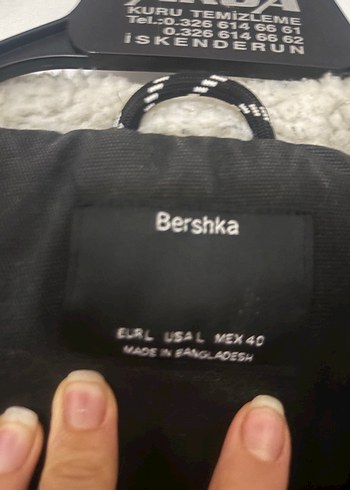 KURU TEMİZLEME
Tel.:0.326 614 66 61
0.326 614 66 62
İSKENDERUN
Bershka
EUR L USA L MEX 40
MADE IN BANGLADESH